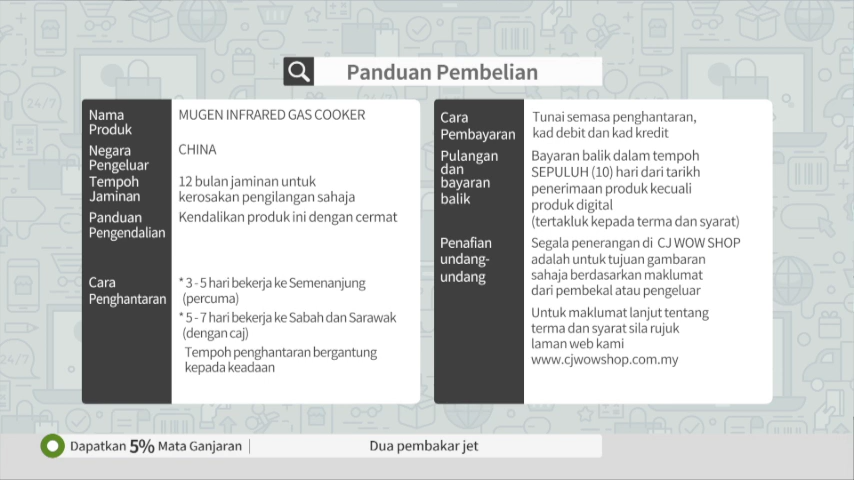 Panduan Pembelian
Nama
Produk
MUGEN INFRARED GAS COOKER
Negara
Pengeluar
CHINA
Tempoh
Jaminan
12 bulan jaminan untuk
kerosakan pengilangan sahaja
Panduan
Pengendalian
Kendalikan produk ini dengan cermat
Cara
Penghantaran
* 3 - 5 hari bekerja ke Semenanjung
(percuma)
* 5 - 7 hari bekerja ke Sabah dan Sarawak
(dengan caj)
Tempoh penghantaran bergantung
kepada keadaan
Cara
Pembayaran
Tunai semasa penghantaran,
kad debit dan kad kredit
Pulangan
dan
bayaran
balik
Bayaran balik dalam tempoh
SEPULUH (10) hari dari tarikh
penerimaan produk kecuali
produk digital
(tertakluk kepada terma dan syarat)
Penafian
undang-
undang
Segala penerangan di CJ WOW SHOP
adalah untuk tujuan gambaran
sahaja berdasarkan maklumat
dari pembekal atau pengeluar
Untuk maklumat lanjut tentang
terma dan syarat sila rujuk
laman web kami
www.cjwowshop.com.my
Dapatkan 5% Mata Ganjaran
Dua pembakar jet
24/7
24/7